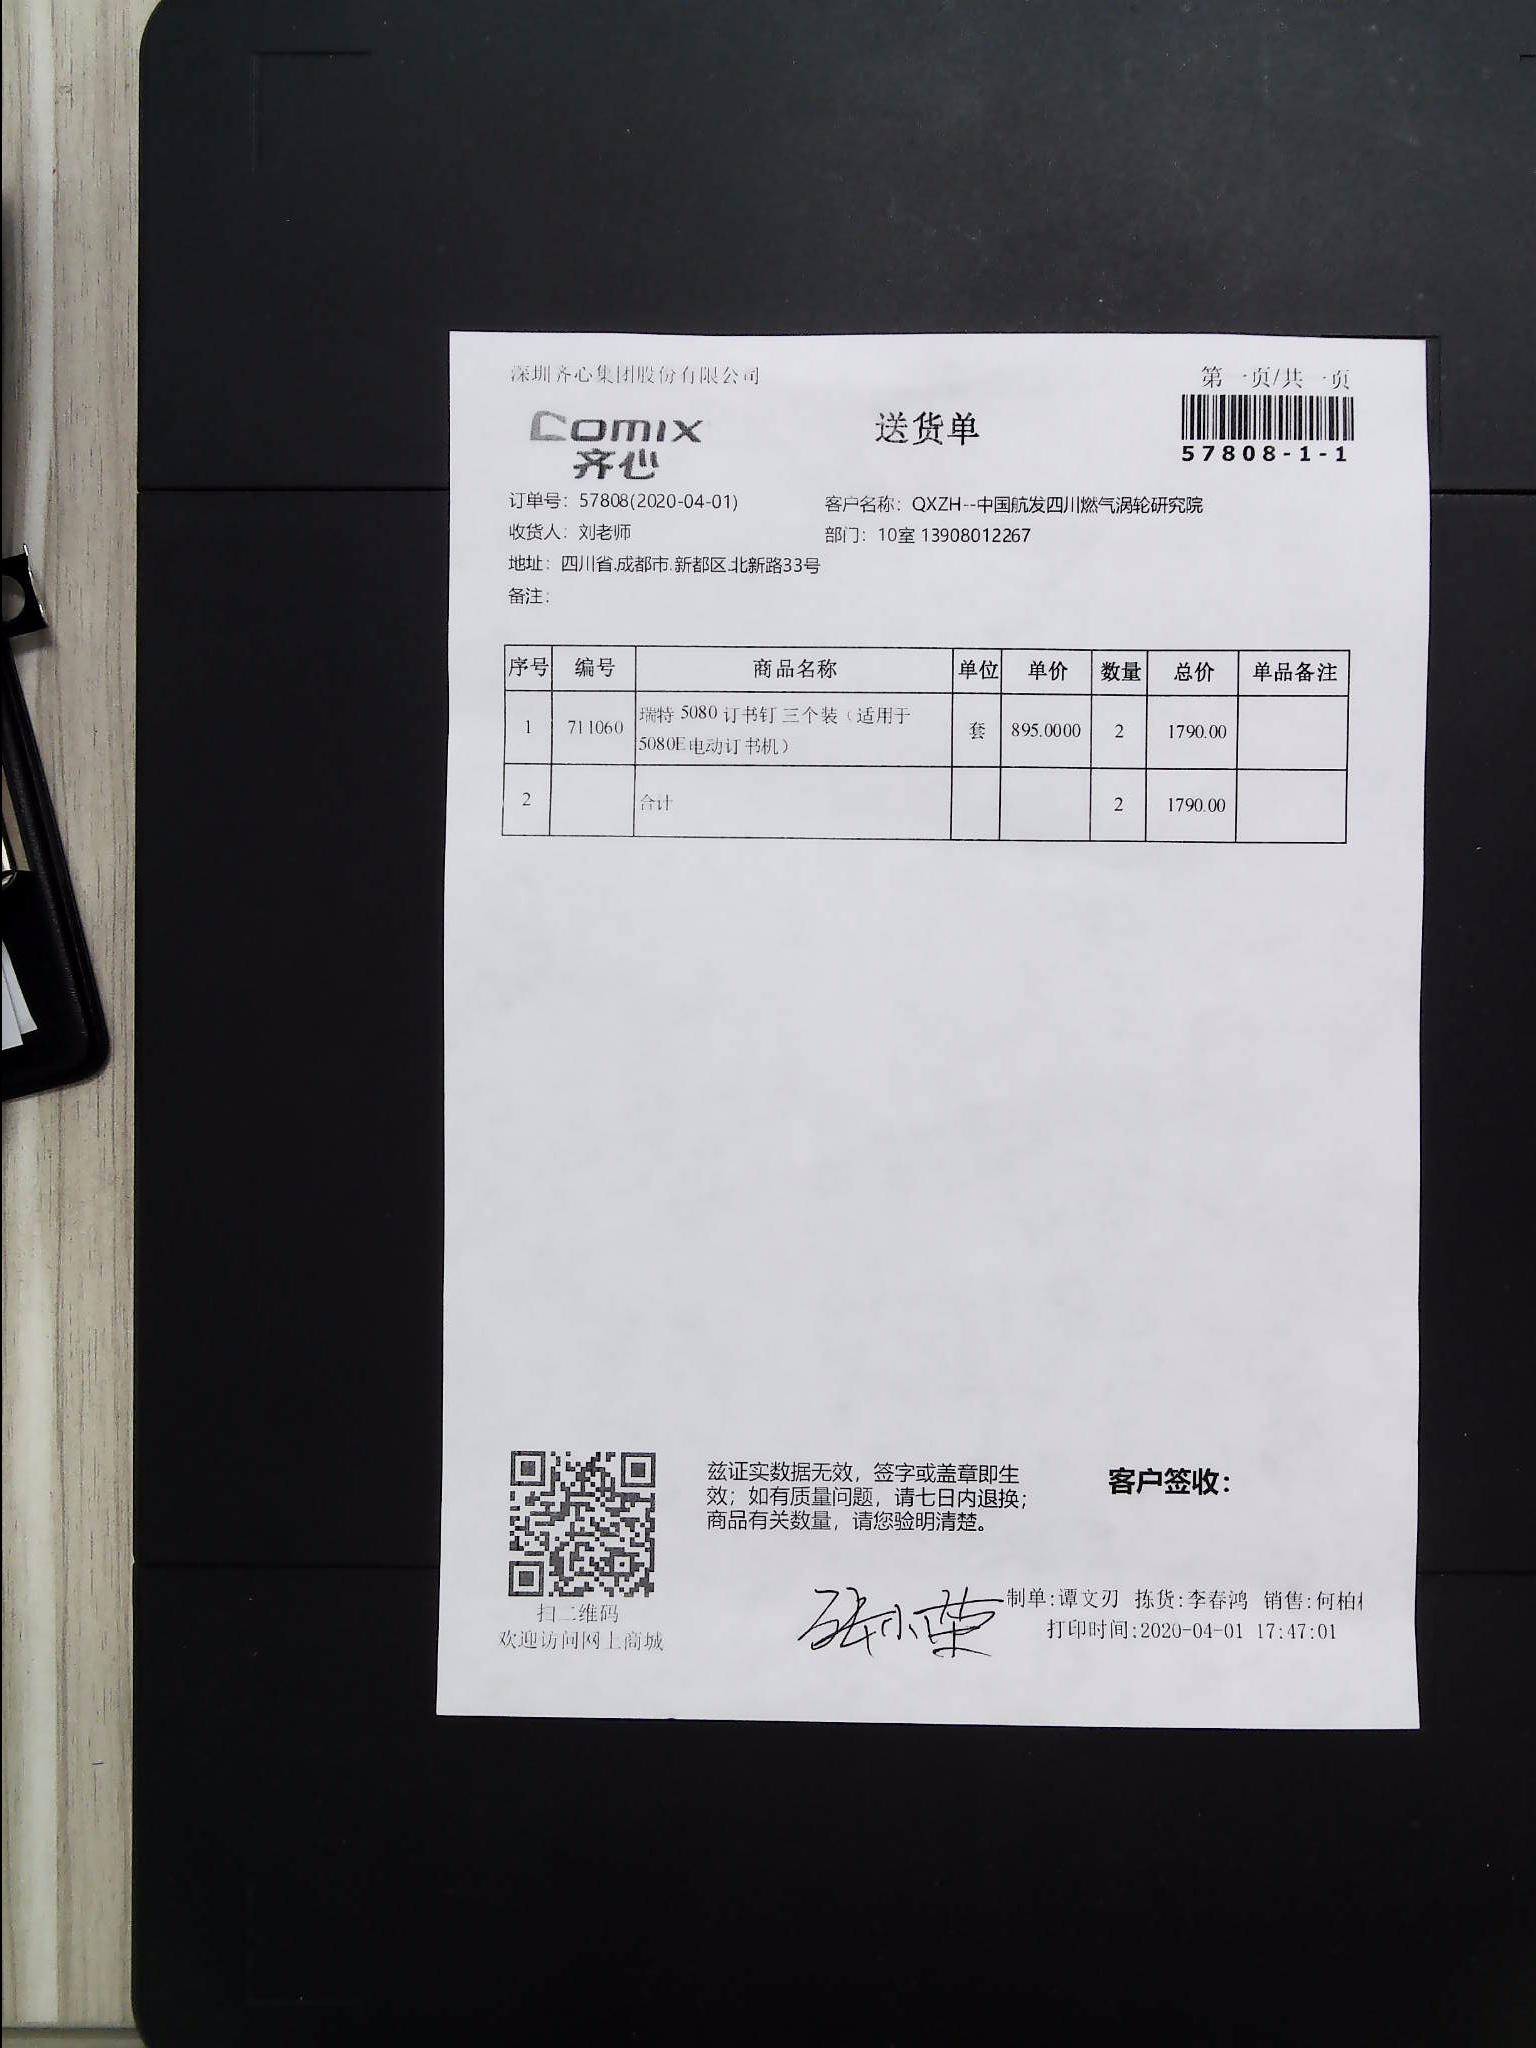 深圳齐心集团股份有限公司
第一页/共一页
comix
齐心
送货单
57808-1-1
订单号：57808(2020-04-01)
客户名称：QXZH--中国航发四川燃气涡轮研究院
收货人：刘老师
部门：10室 13908012267
地址：四川省.成都市.新都区.北新路33号
备注：
序号 编号 商品名称 单位 单价 数量 总价 单品备注
1 711060 瑞特 5080 订书钉 三个装（适用于
5080E电动订书机） 套 895.0000 2 1790.00
2 合计 2 1790.00
兹证实数据无效，签字或盖章即生
效；如有质量问题，请七日内退换；
商品有关数量，请您验明清楚。
客户签收：
扫二维码
欢迎访问网上商城
张小荣
制单:谭文刃 拣货:李春鸿 销售:何柏
打印时间:2020-04-01 17:47:01